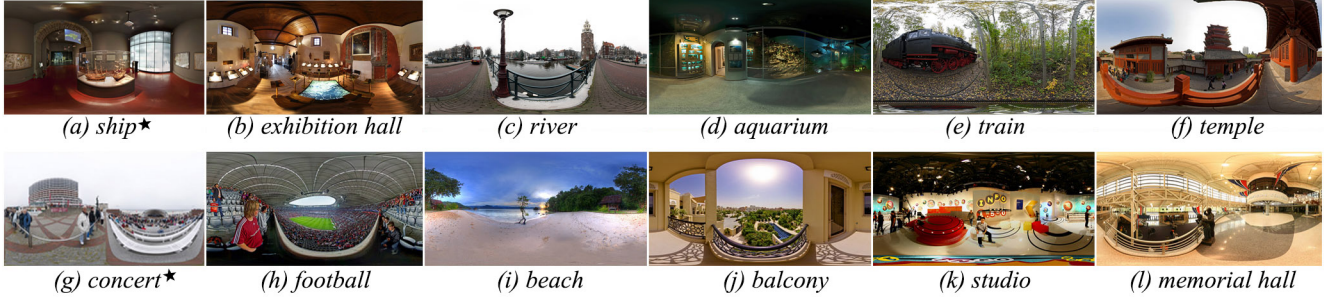 (a) ship★
(b) exhibition hall
(c) river
(d) aquarium
(e) train
(f) temple
(g) concert★
(h) football
(i) beach
(j) balcony
(k) studio
(l) memorial hall